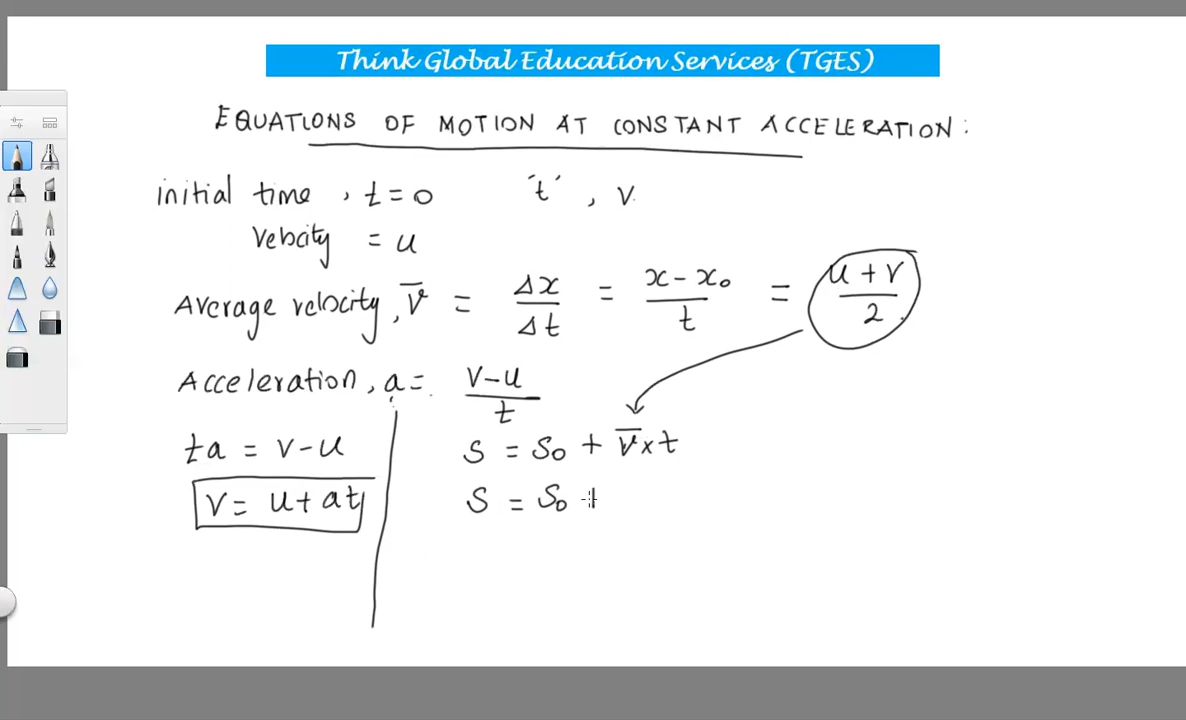 Think Global Education Services (TGES)
EQUATIONS OF MOTION AT CONSTANT ACCELERATION:
initial time, t = 0 't', v
Velocity = u
Average velocity, v̅ = Δx/Δt = (x - x₀)/t = (u + v)/2
Acceleration, a = (v - u)/t
ta = v - u
v = u + at
S = S₀ + v̅ x t
S = S₀ +